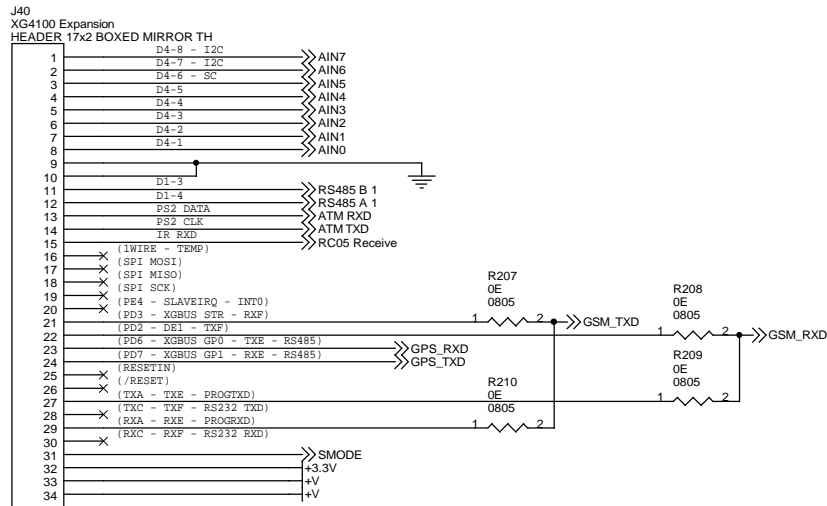 J40
XG4100 Expansion
HEADER 17x2 BOXED MIRROR TH
1 D4-8 - I2C AIN7
2 D4-7 - I2C AIN6
3 D4-6 - SC AIN5
4 D4-5 AIN4
5 D4-4 AIN3
6 D4-3 AIN2
7 D4-2 AIN1
8 D4-1 AIN0
9
10
11 D1-3 RS485 B 1
12 D1-4 RS485 A 1
13 PS2 DATA ATM RXD
14 PS2 CLK ATM TXD
15 IR RXD RC05 Receive
16 (1WIRE - TEMP)
17 (SPI MOSI)
18 (SPI MISO)
19 (SPI SCK)
20 (PE4 - SLAVEIRQ - INT0)
R207
0E
0805
21 (PD3 - XGBUS STR - RXF) 1 2 GSM_TXD
R208
0E
0805
22 (PD2 - DE1 - TXF) 1 2 GSM_RXD
23 (PD6 - XGBUS GP0 - TXE - RS485) GPS_RXD
24 (PD7 - XGBUS GP1 - RXE - RS485) GPS_TXD
25 (RESETIN)
26 (/RESET)
R209
0E
0805
27 (TXA - TXE - PROGTXD) 1 2
28 (TXC - TXF - RS232 TXD)
R210
0E
0805
29 (RXA - RXE - PROGRXD) 1 2
30 (RXC - RXF - RS232 RXD)
31 SMODE
32 +3.3V
33 +V
34 +V